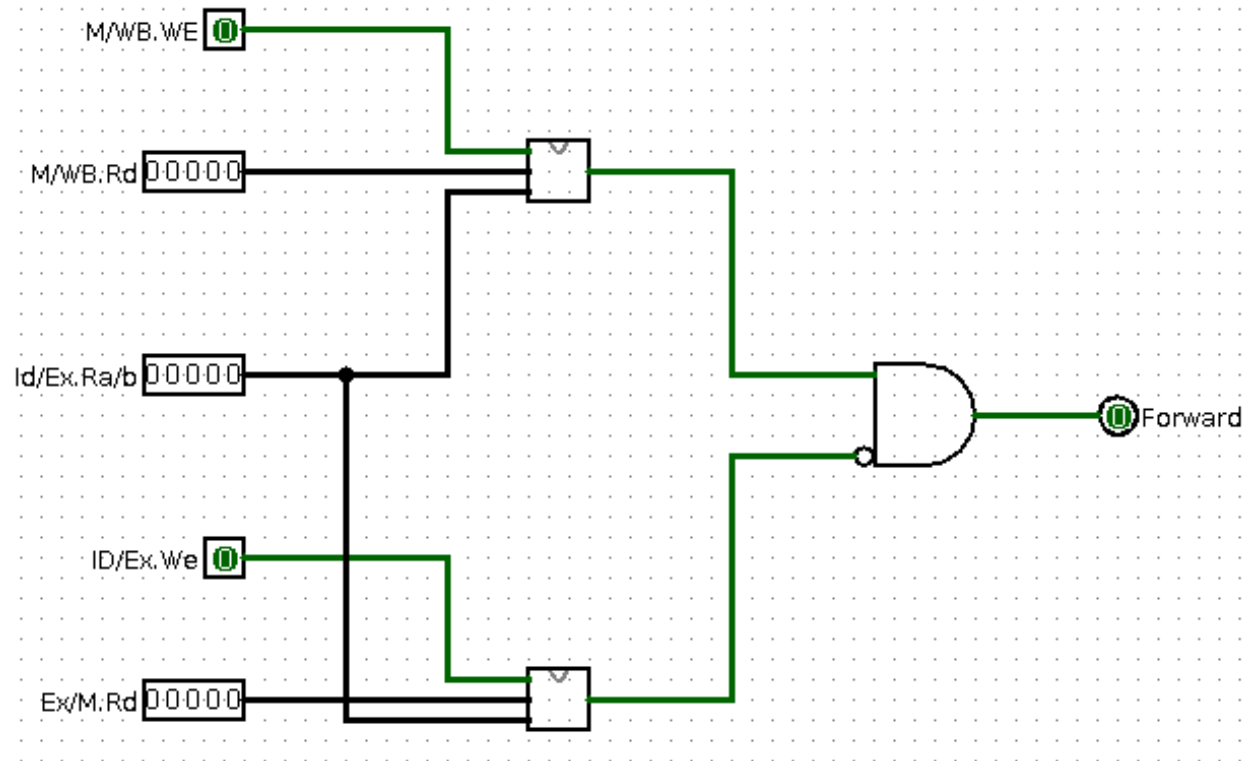 M/WB.WE 0
M/WB.Rd 00000
Id/Ex.Ra/b 00000
0 Forward
ID/Ex.We 0
Ex/M.Rd 00000